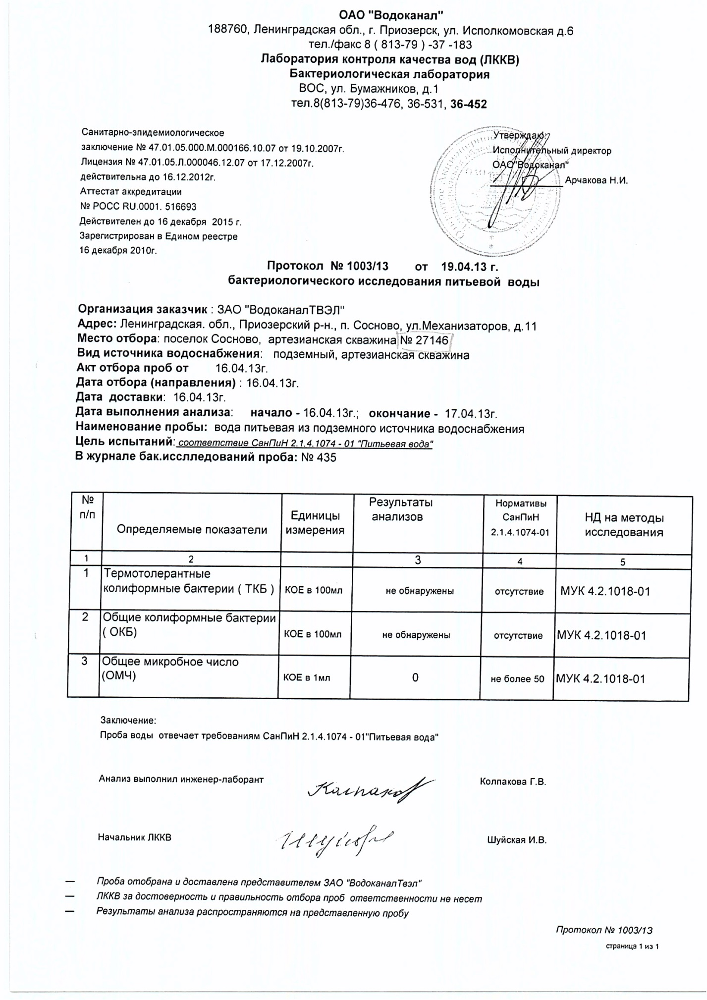 ОАО "Водоканал"
188760, Ленинградская обл., г. Приозерск, ул. Исполкомовская д.6
тел./факс 8 ( 813-79 ) -37 -183
Лаборатория контроля качества вод (ЛККВ)
Бактериологическая лаборатория
ВОС, ул. Бумажников, д.1
тел.8(813-79)36-476, 36-531, 36-452
Санитарно-эпидемиологическое
заключение № 47.01.05.000.М.000166.10.07 от 19.10.2007г.
Лицензия № 47.01.05.Л.000046.12.07 от 17.12.2007г.
действительна до 16.12.2012г.
Аттестат аккредитации
№ РОСС RU.0001. 516693
Действителен до 16 декабря 2015 г.
Зарегистрирован в Едином реестре
16 декабря 2010г.
Утверждаю:
Исполнительный директор
ОАО"Водоканал"
Арчакова Н.И.
Протокол № 1003/13 от 19.04.13 г.
бактериологического исследования питьевой воды
Организация заказчик : ЗАО "ВодоканалТВЭЛ"
Адрес: Ленинградская. обл., Приозерский р-н., п. Сосново, ул.Механизаторов, д.11
Место отбора: поселок Сосново, артезианская скважина № 27146
Вид источника водоснабжения: подземный, артезианская скважина
Акт отбора проб от 16.04.13г.
Дата отбора (направления) : 16.04.13г.
Дата доставки: 16.04.13г.
Дата выполнения анализа: начало - 16.04.13г.; окончание - 17.04.13г.
Наименование пробы: вода питьевая из подземного источника водоснабжения
Цель испытаний: соответствие СанПиН 2.1.4.1074 - 01 "Питьевая вода"
В журнале бак.исслледований проба: № 435
№ п/п Определяемые показатели Единицы измерения Результаты анализов Нормативы СанПиН 2.1.4.1074-01 НД на методы исследования
1 2 3 4 5
1 Термотолерантные колиформные бактерии ( ТКБ ) КОЕ в 100мл не обнаружены отсутствие МУК 4.2.1018-01
2 Общие колиформные бактерии ( ОКБ) КОЕ в 100мл не обнаружены отсутствие МУК 4.2.1018-01
3 Общее микробное число (ОМЧ) КОЕ в 1мл 0 не более 50 МУК 4.2.1018-01
Заключение:
Проба воды отвечает требованиям СанПиН 2.1.4.1074 - 01"Питьевая вода"
Анализ выполнил инженер-лаборант Колпакова Г.В.
Начальник ЛККВ Шуйская И.В.
— Проба отобрана и доставлена представителем ЗАО "ВодоканалТвэл"
— ЛККВ за достоверность и правильность отбора проб ответственности не несет
— Результаты анализа распространяются на представленную пробу
Протокол № 1003/13
страница 1 из 1